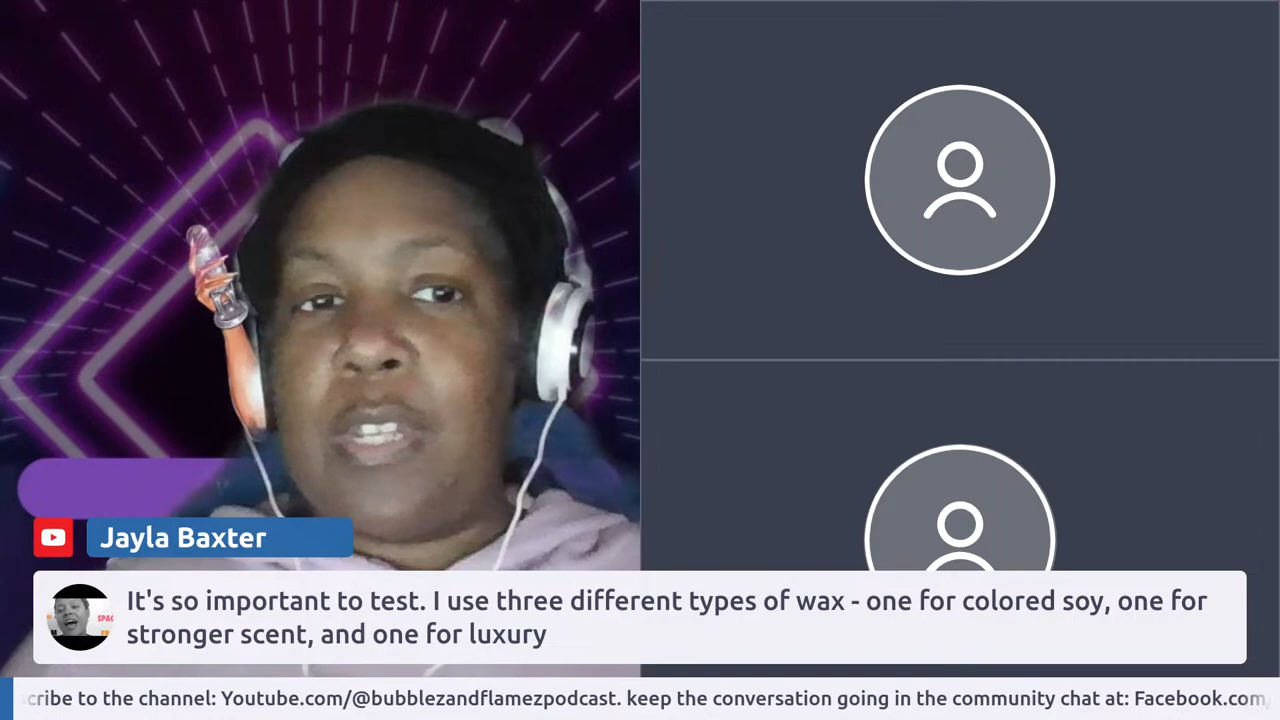 Jayla Baxter
It's so important to test. I use three different types of wax - one for colored soy, one for
stronger scent, and one for luxury
SPAC
cribe to the channel: Youtube.com/@bubblezandflamezpodcast. keep the conversation going in the community chat at: Facebook.com/